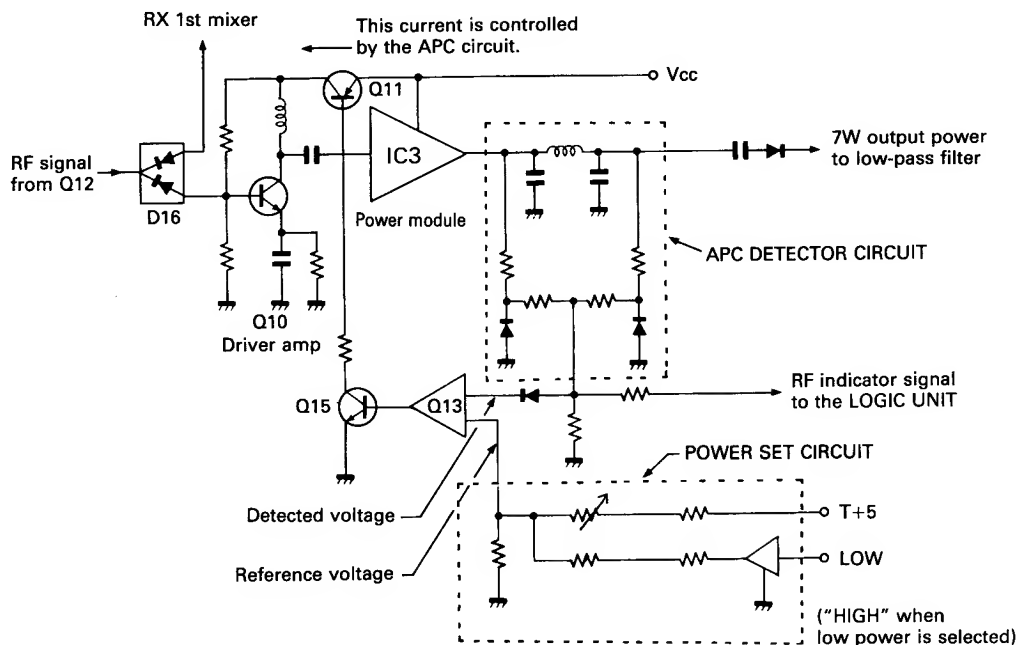 RX 1st mixer
This current is controlled
by the APC circuit.
Q11
Vcc
RF signal
from Q12
D16
IC3
Power module
7W output power
to low-pass filter
APC DETECTOR CIRCUIT
Q10
Driver amp
Q15
Q13
RF indicator signal
to the LOGIC UNIT
POWER SET CIRCUIT
Detected voltage
T+5
LOW
Reference voltage
("HIGH" when
low power is selected)